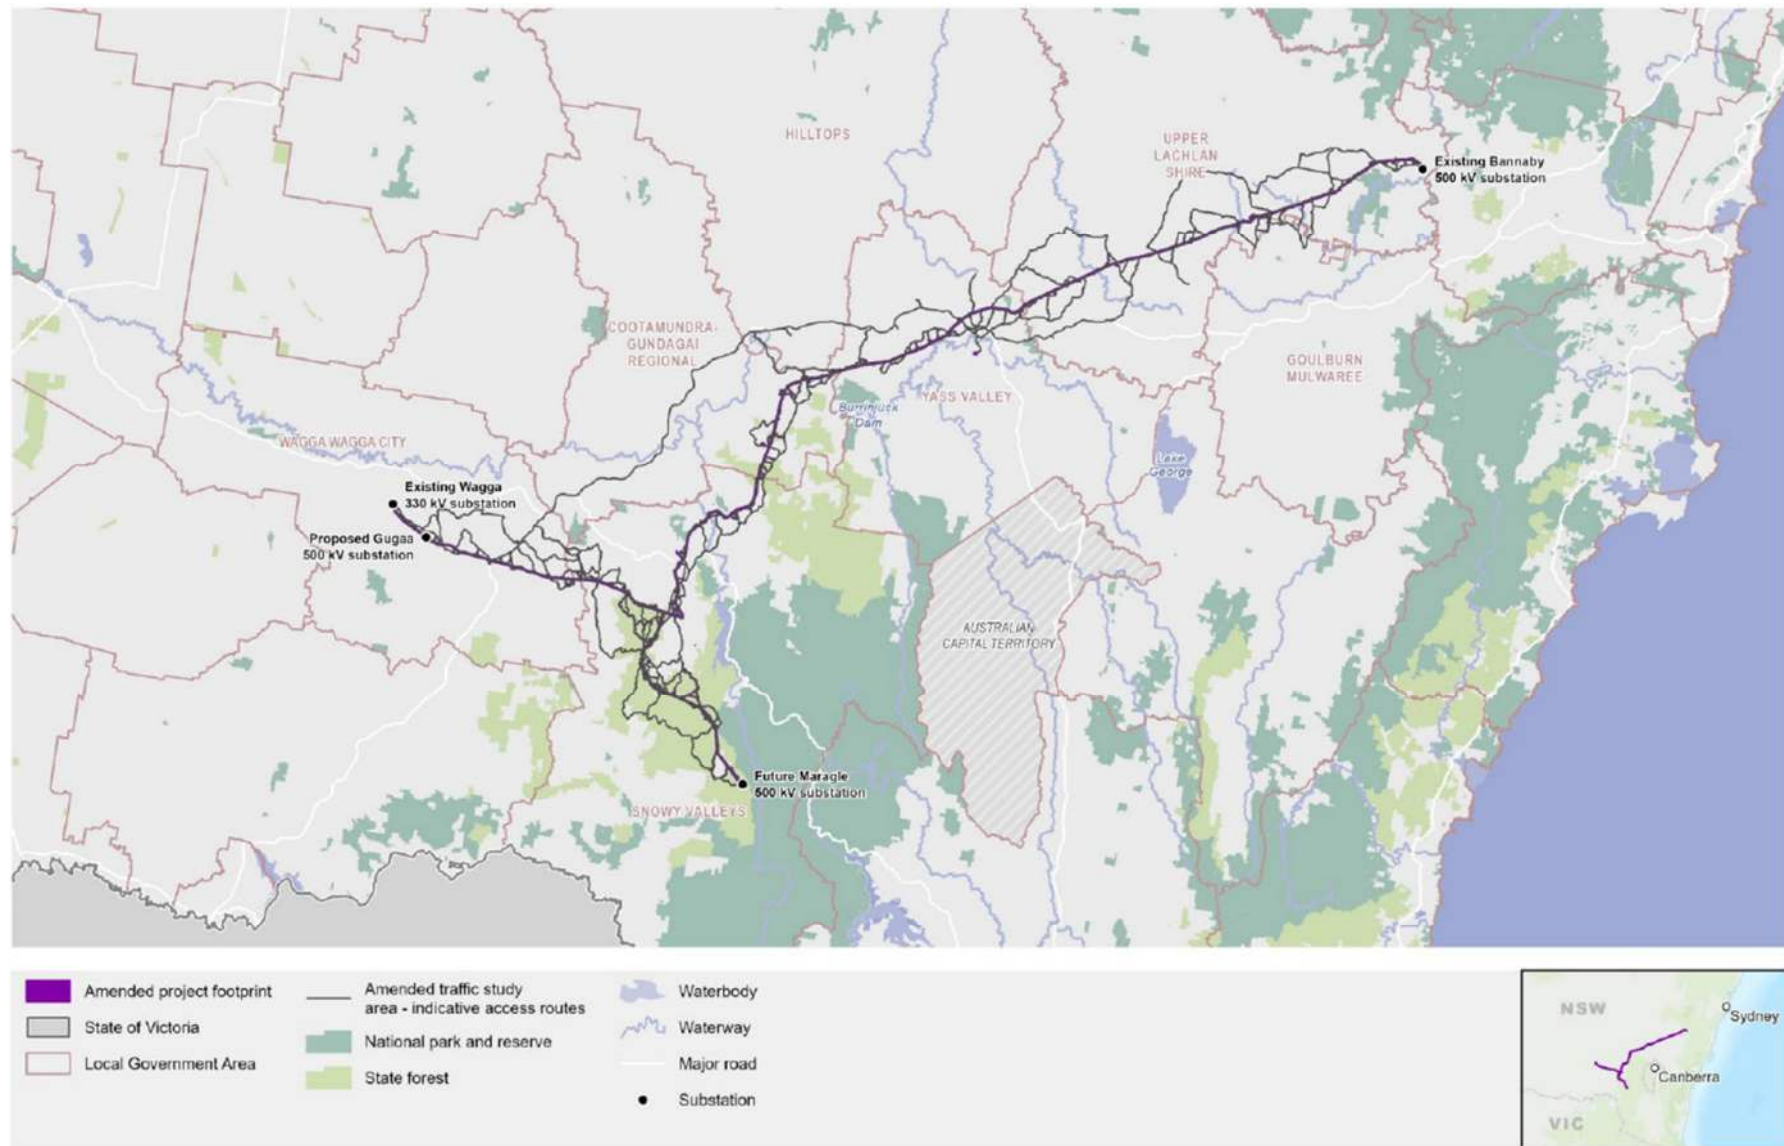 HILLTOPS
UPPER
LACHLAN
SHIRE
Existing Bannaby
500 kV substation
COOTAMUNDRA-
GUNDAGAI
REGIONAL
GOULBURN
MULWAREE
YASS VALLEY
Burrinjuck
Dam
WAGGA WAGGA CITY
Lake
George
Existing Wagga
330 kV substation
Proposed Gugaa
500 kV substation
AUSTRALIAN
CAPITAL TERRITORY
Future Maragle
500 kV substation
SNOWY VALLEYS
Amended project footprint
State of Victoria
Local Government Area
Amended traffic study
area - indicative access routes
National park and reserve
State forest
Waterbody
Waterway
Major road
Substation
NSW
Sydney
Canberra
VIC